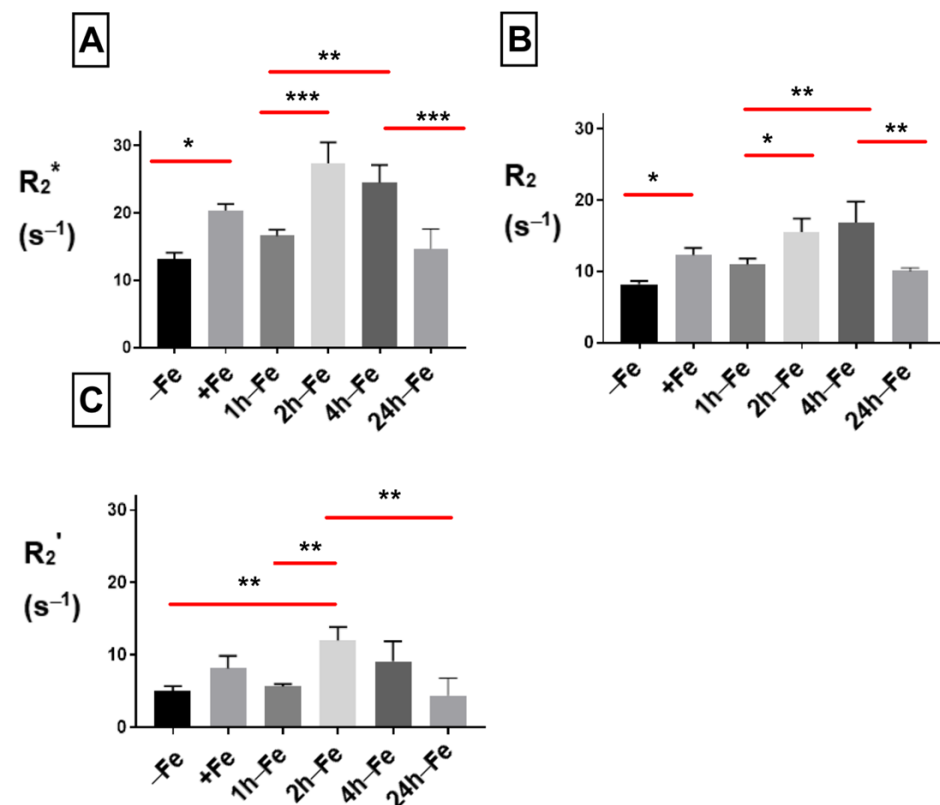 A
R₂*
(s⁻¹)
30
20
10
0
*
***
**
***
–Fe
+Fe
1h–Fe
2h–Fe
4h–Fe
24h–Fe
B
R₂
(s⁻¹)
30
20
10
0
*
*
**
**
–Fe
+Fe
1h–Fe
2h–Fe
4h–Fe
24h–Fe
C
R₂'
(s⁻¹)
30
20
10
0
**
**
**
–Fe
+Fe
1h–Fe
2h–Fe
4h–Fe
24h–Fe